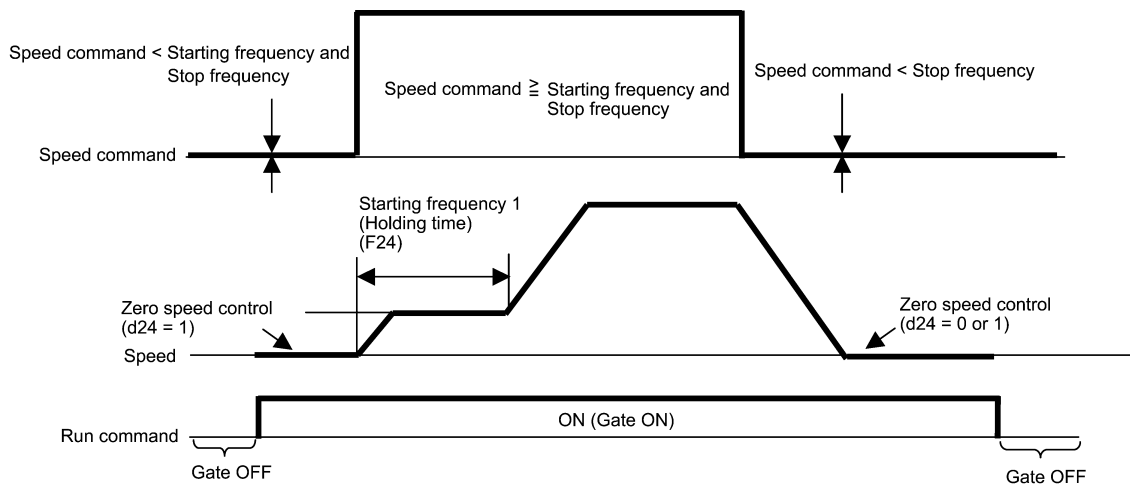 Speed command < Starting frequency and
Stop frequency
Speed command ≧ Starting frequency and
Stop frequency
Speed command < Stop frequency
Speed command
Starting frequency 1
(Holding time)
(F24)
Zero speed control
(d24 = 1)
Zero speed control
(d24 = 0 or 1)
Speed
ON (Gate ON)
Run command
Gate OFF
Gate OFF